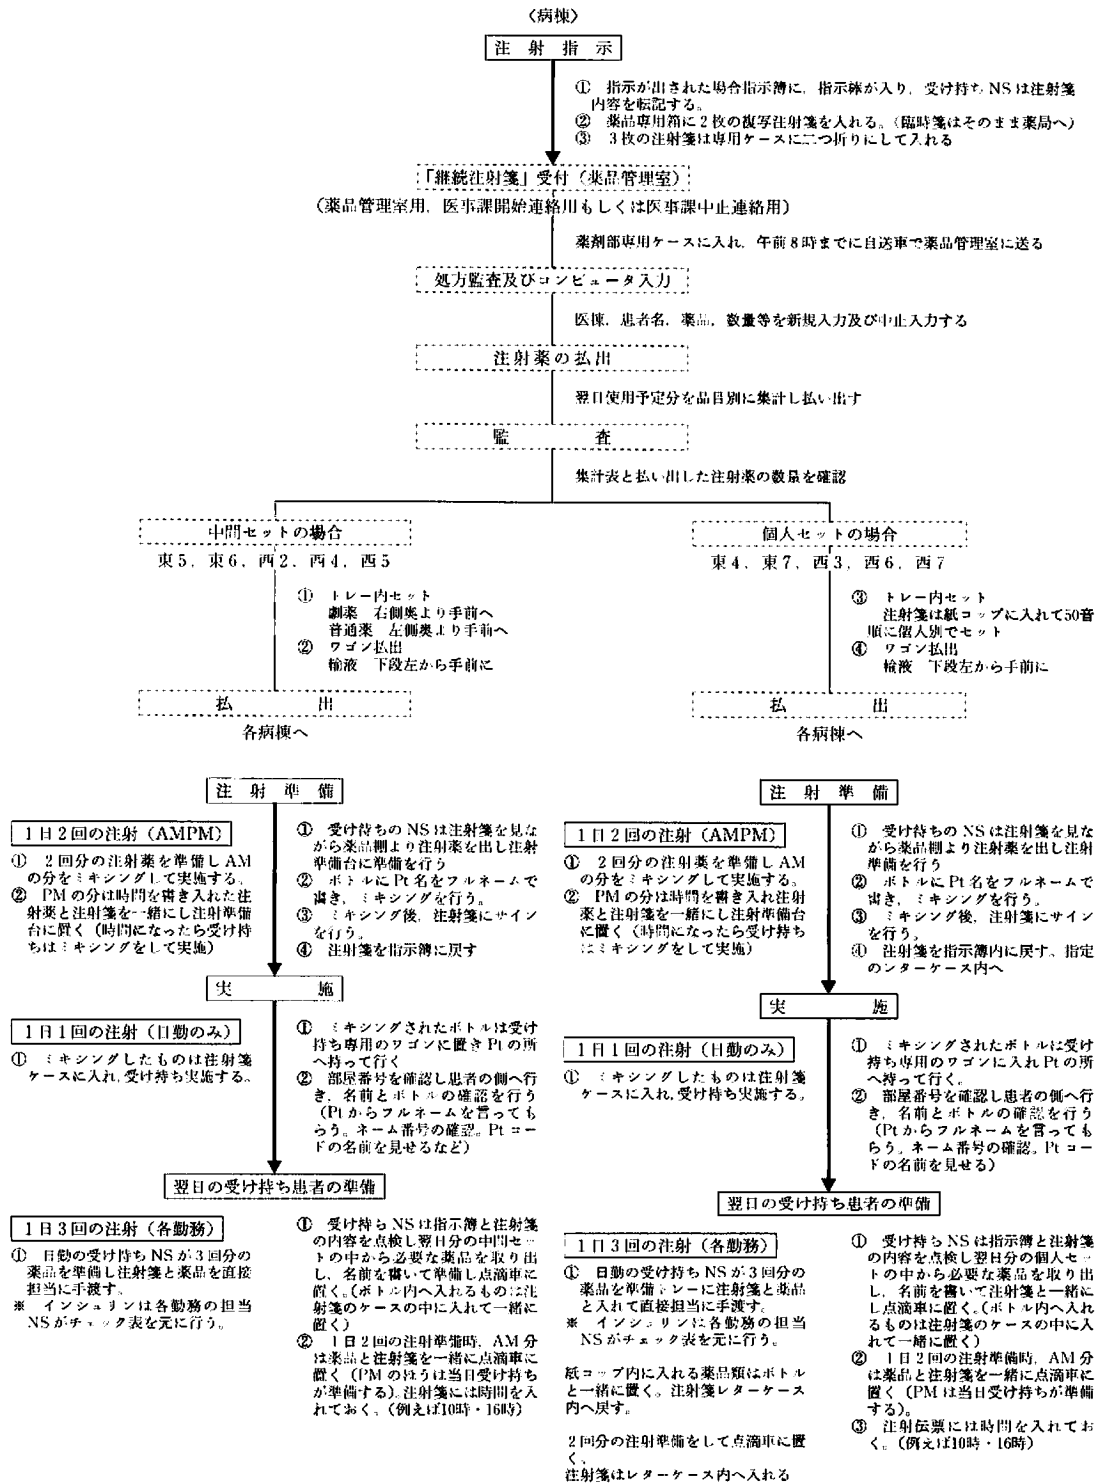 〈病棟〉
注射指示
① 指示が出された場合指示簿に，指示棒が入り，受け持ち NS は注射箋
内容を転記する。
② 薬品専用箱に2枚の複写注射箋を入れる。（臨時箋はそのまま薬局へ）
③ 3枚の注射箋は専用ケースに二つ折りにして入れる
「継続注射箋」受付（薬品管理室）
（薬品管理室用，医事課開始連絡用もしくは医事課中止連絡用）
薬剤部専用ケースに入れ，午前8時までに自送車で薬品管理室に送る
処方監査及びコンピュータ入力
医棟，患者名，薬品，数量等を新規入力及び中止入力する
注射薬の払出
翌日使用予定分を品目別に集計し払い出す
監査
集計表と払い出した注射薬の数量を確認
中間セットの場合
東5，東6，西2，西4，西5
① トレー内セット
劇薬 右側奥より手前へ
普通薬 左側奥より手前へ
② ワゴン払出
輸液 下段左から手前に
払出
各病棟へ
個人セットの場合
東4，東7，西3，西6，西7
③ トレー内セット
注射箋は紙コップに入れて50音
順に個人別でセット
④ ワゴン払出
輸液 下段左から手前に
払出
各病棟へ
注射準備
1日2回の注射（AMPM）
① 2回分の注射薬を準備し AM
の分をミキシングして実施する。
② PM の分は時間を書き入れた注
射薬と注射箋を一緒にし注射準備
台に置く（時間になったら受け持
ちはミキシングをして実施）
① 受け持ちの NS は注射箋を見な
がら薬品棚より注射薬を出し注射
準備台に準備を行う
② ボトルに Pt 名をフルネームで
書き，ミキシングを行う。
③ ミキシング後，注射箋にサイン
を行う。
④ 注射箋を指示簿に戻す
実施
1日1回の注射（日勤のみ）
① ミキシングしたものは注射箋
ケースに入れ,受け持ち実施する。
① ミキシングされたボトルは受け
持ち専用のワゴンに置き Pt の所
へ持って行く
② 部屋番号を確認し患者の側へ行
き，名前とボトルの確認を行う
（Pt からフルネームを言っても
らう。ネーム番号の確認。Pt コー
ドの名前を見せるなど）
翌日の受け持ち患者の準備
1日3回の注射（各勤務）
① 日勤の受け持ち NS が3回分の
薬品を準備し注射箋と薬品を直接
担当に手渡す。
※ インシュリンは各勤務の担当
NS がチェック表を元に行う。
① 受け持ち NS は指示簿と注射箋
の内容を点検し翌日分の中間セッ
トの中から必要な薬品を取り出
し，名前を書いて準備し点滴車に
置く。（ボトル内へ入れるものは注
射箋のケースの中に入れて一緒に
置く）
② 1日2回の注射準備時，AM 分
は薬品と注射箋を一緒に点滴車に
置く（PM のほうは当日受け持ち
が準備する）。注射箋には時間を入
れておく。（例えば10時・16時）
注射準備
1日2回の注射（AMPM）
① 2回分の注射薬を準備し AM
の分をミキシングして実施する。
② PM の分は時間を書き入れ注射
薬と注射箋を一緒にし注射準備台
に置く（時間になったら受け持ち
はミキシングをして実施）
① 受け持ちの NS は注射箋を見な
がら薬品棚より注射薬を出し注射
準備を行う
② ボトルに Pt 名をフルネームで
書き，ミキシングを行う。
③ ミキシング後，注射箋にサイン
を行う。
④ 注射箋を指示簿内に戻す。指定
のレターケース内へ
実施
1日1回の注射（日勤のみ）
① ミキシングしたものは注射箋
ケースに入れ,受け持ち実施する。
① ミキシングされたボトルは受け
持ち専用のワゴンに入れ Pt の所
へ持って行く。
② 部屋番号を確認し患者の側へ行
き，名前とボトルの確認を行う
（Pt からフルネームを言っても
らう。ネーム番号の確認。Pt コー
ドの名前を見せる）
翌日の受け持ち患者の準備
1日3回の注射（各勤務）
① 日勤の受け持ち NS が3回分の
薬品を準備トレーに注射箋と薬品
と入れて直接担当に手渡す。
※ インシュリンは各勤務の担当
NS がチェック表を元に行う。
紙コップ内に入れる薬品類はボトル
と一緒に置く。注射箋レターケース
内へ戻す。
2回分の注射準備をして点滴車に置
く。
注射箋はレターケース内へ入れる
① 受け持ち NS は指示簿と注射箋
の内容を点検し翌日分の個人セッ
トの中から必要な薬品を取り出
し，名前を書いて注射箋と一緒に
し点滴車に置く。（ボトル内へ入れ
るものは注射箋のケースの中に入
れて一緒に置く）
② 1日2回の注射準備時，AM 分
は薬品と注射箋を一緒に点滴車に
置く（PM は当日受け持ちが準備
する）。
③ 注射伝票には時間を入れてお
く。（例えば10時・16時）